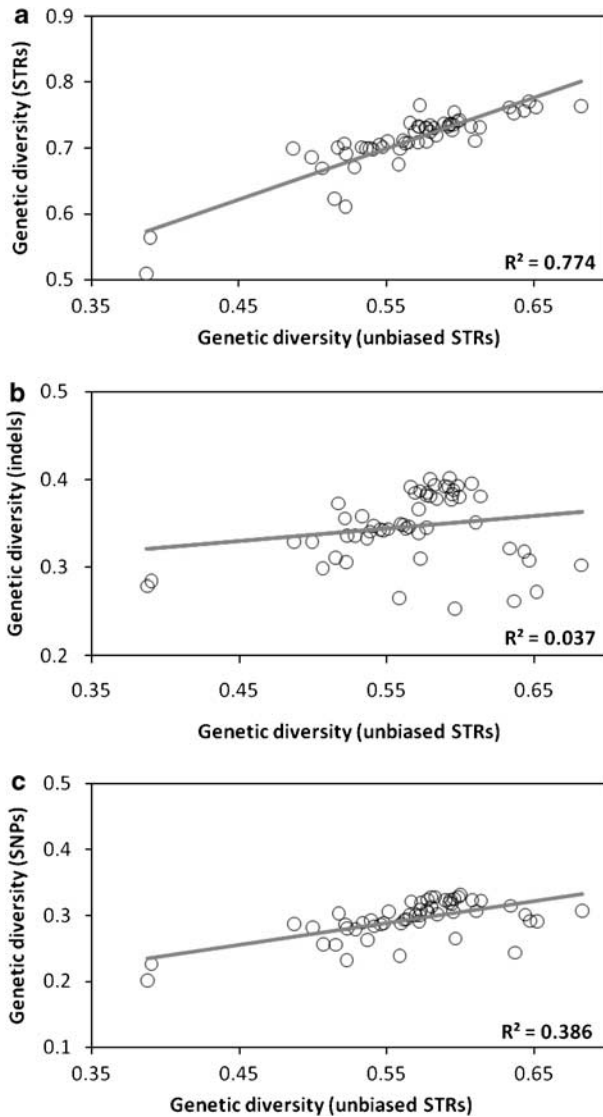 a
0.9
0.8
0.7
0.6
0.5
Genetic diversity (STRs)
R² = 0.774
0.35 0.45 0.55 0.65
Genetic diversity (unbiased STRs)
b
0.5
0.4
0.3
0.2
Genetic diversity (indels)
R² = 0.037
0.35 0.45 0.55 0.65
Genetic diversity (unbiased STRs)
c
0.5
0.4
0.3
0.2
0.1
Genetic diversity (SNPs)
R² = 0.386
0.35 0.45 0.55 0.65
Genetic diversity (unbiased STRs)